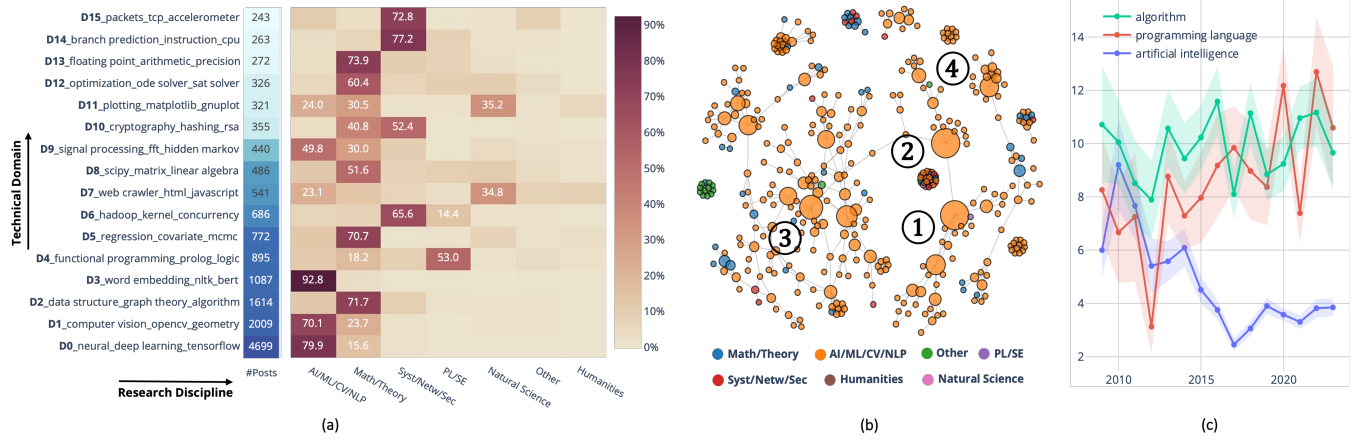 D15_packets_tcp_accelerometer 243 72.8
D14_branch prediction_instruction_cpu 263 77.2
D13_floating point_arithmetic_precision 272 73.9
D12_optimization_ode solver_sat solver 326 60.4
D11_plotting_matplotlib_gnuplot 321 24.0 30.5 35.2
D10_cryptography_hashing_rsa 355 40.8 52.4
D9_signal processing_fft_hidden markov 440 49.8 30.0
D8_scipy_matrix_linear algebra 486 51.6
D7_web crawler_html_javascript 541 23.1 34.8
D6_hadoop_kernel_concurrency 686 65.6 14.4
D5_regression_covariate_mcmc 772 70.7
D4_functional programming_prolog_logic 895 18.2 53.0
D3_word embedding_nltk_bert 1087 92.8
D2_data structure_graph theory_algorithm 1614 71.7
D1_computer vision_opencv_geometry 2009 70.1 23.7
D0_neural_deep learning_tensorflow 4699 79.9 15.6
Technical Domain
Research Discipline
#Posts
AI/ML/CV/NLP
Math/Theory
Syst/Netw/Sec
PL/SE
Natural Science
Other
Humanities
90%
80%
70%
60%
50%
40%
30%
20%
10%
0%
(a)
4
2
1
3
Math/Theory AI/ML/CV/NLP Other PL/SE
Syst/Netw/Sec Humanities Natural Science
(b)
algorithm
programming language
artificial intelligence
14
12
10
8
6
4
2
2010 2015 2020
(c)